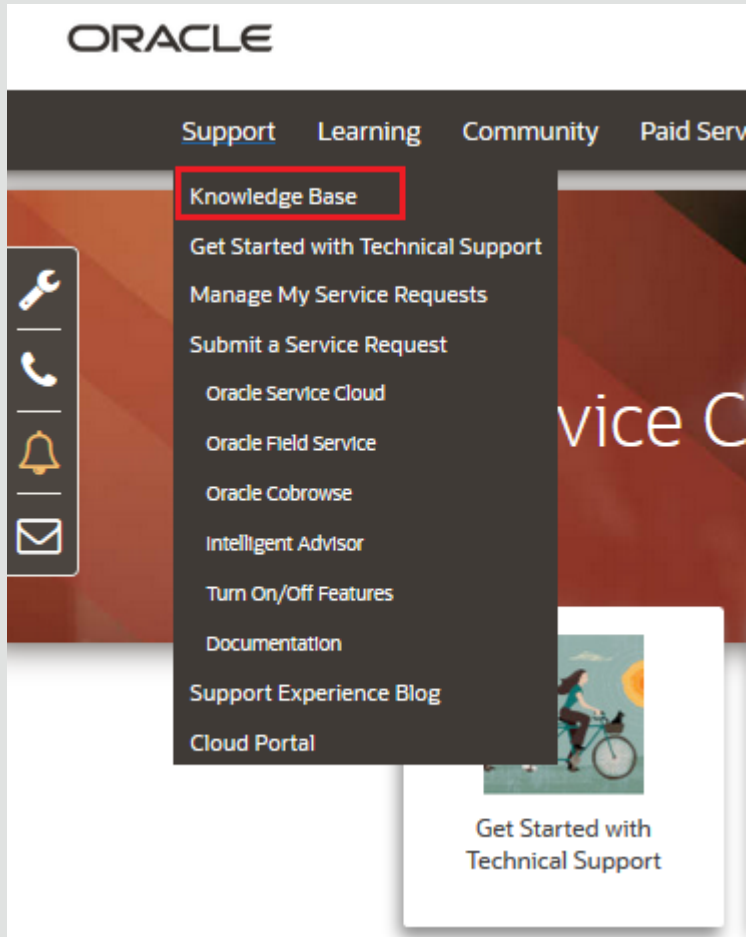 ORACLE
Support Learning Community Paid Serv
Knowledge Base
Get Started with Technical Support
Manage My Service Requests
Submit a Service Request
Oracle Service Cloud
Oracle Field Service
Oracle Cobrowse
Intelligent Advisor
Turn On/Off Features
Documentation
Support Experience Blog
Cloud Portal
vice C
Get Started with
Technical Support